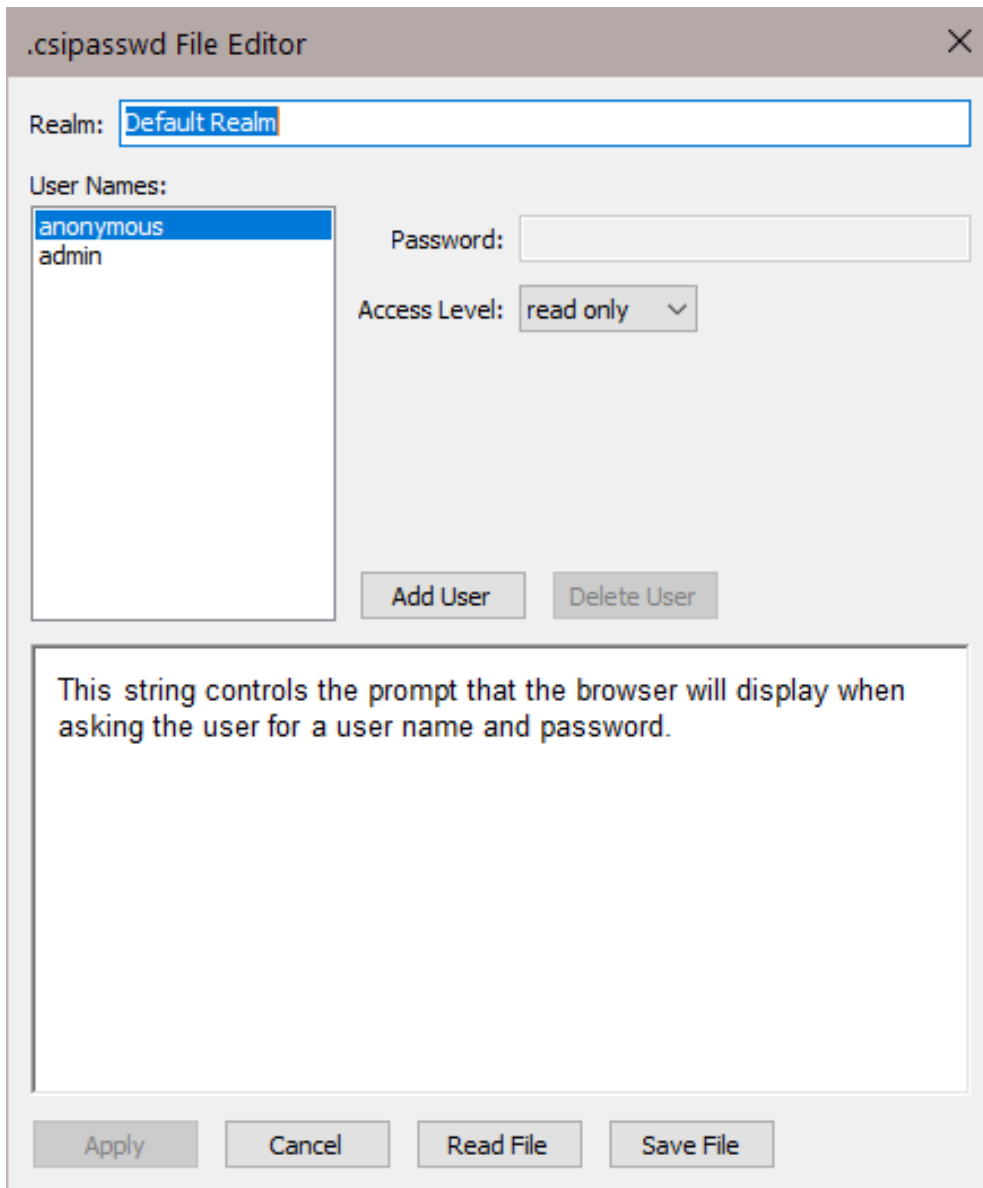 .csipasswd File Editor
Realm: Default Realm
User Names:
anonymous
admin
Password:
Access Level: read only
Add User Delete User
This string controls the prompt that the browser will display when
asking the user for a user name and password.
Apply Cancel Read File Save File